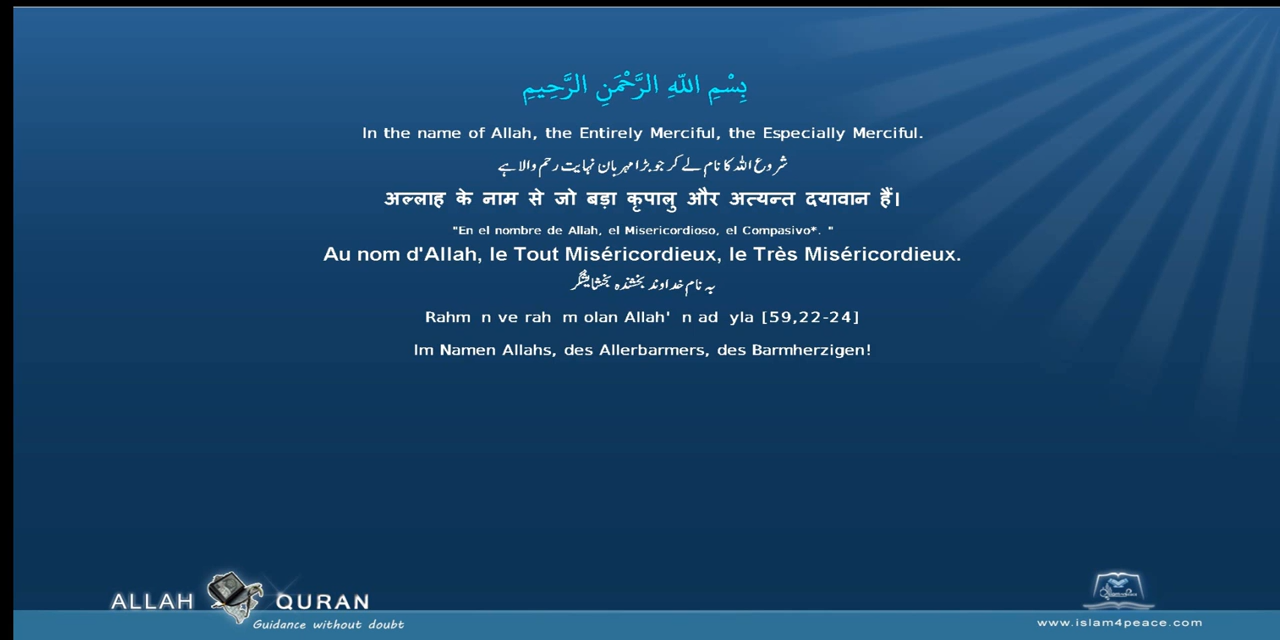 بِسْمِ اللَّهِ الرَّحْمَنِ الرَّحِيمِ
In the name of Allah, the Entirely Merciful, the Especially Merciful.
شروع الله کا نام لے کر جو بڑا مہربان نہایت رحم والا ہے
अल्लाह के नाम से जो बड़ा कृपालु और अत्यन्त दयावान हैं।
"En el nombre de Allah, el Misericordioso, el Compasivo*. "
Au nom d'Allah, le Tout Miséricordieux, le Très Miséricordieux.
به نام خداوند بخشنده بخشایشگر
Rahm n ve rah m olan Allah' n ad yla [59,22-24]
Im Namen Allahs, des Allerbarmers, des Barmherzigen!
ALLAH QURAN
Guidance without doubt
www.islam4peace.com